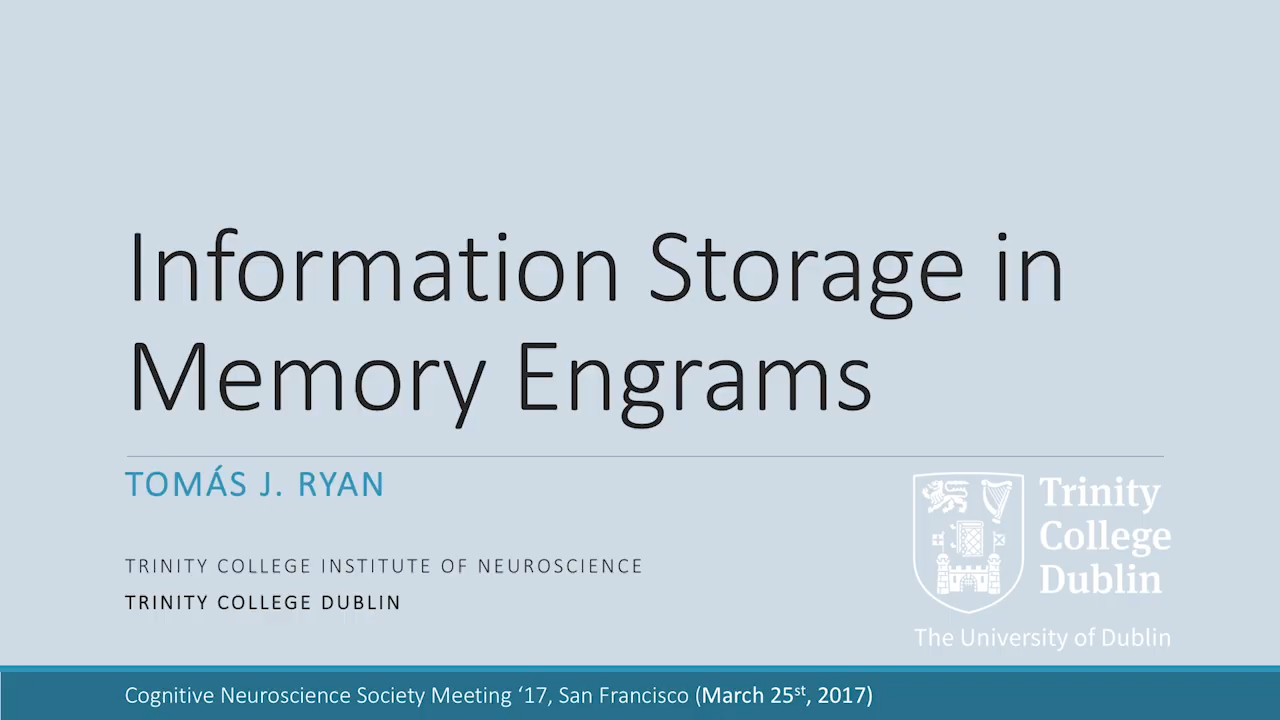 Information Storage in
Memory Engrams
TOMÁS J. RYAN
TRINITY COLLEGE INSTITUTE OF NEUROSCIENCE
TRINITY COLLEGE DUBLIN
Trinity
College
Dublin
The University of Dublin
Cognitive Neuroscience Society Meeting ‘17, San Francisco (March 25st, 2017)